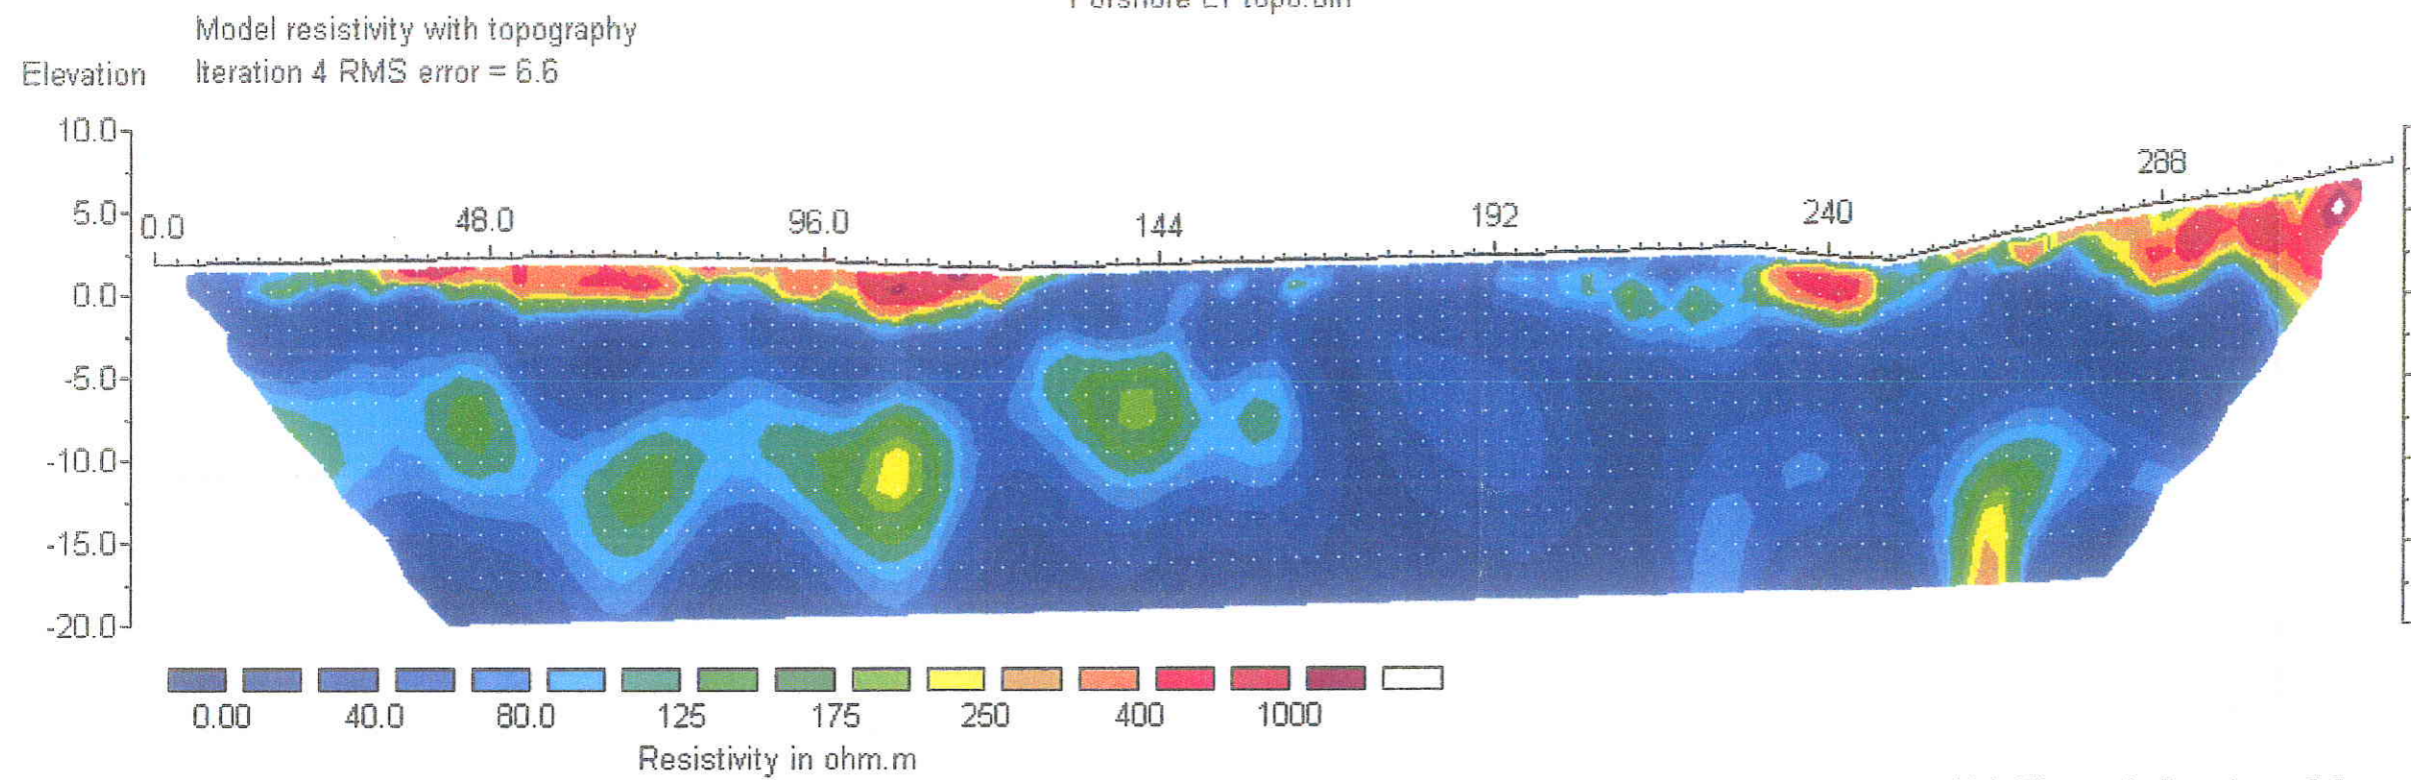 Model resistivity with topography
Elevation Iteration 4 RMS error = 6.6
10.0
5.0
0.0
-5.0
-10.0
-15.0
-20.0
0.0 48.0 96.0 144 192 240 288
0.00 40.0 80.0 125 175 250 400 1000
Resistivity in ohm.m